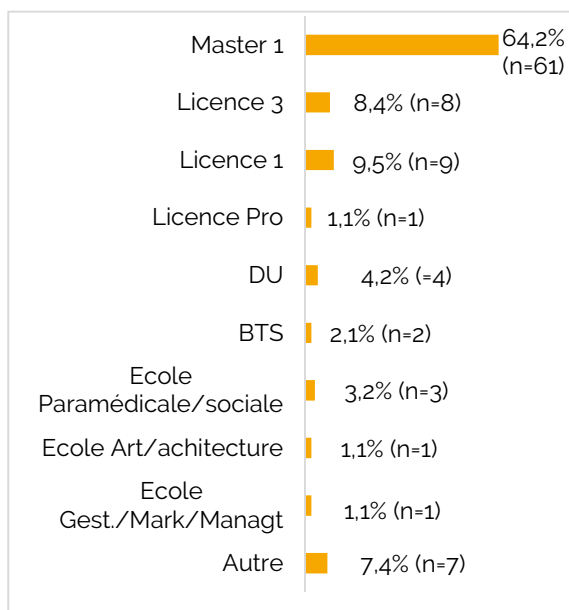 Master 1
64,2%
(n=61)
Licence 3
8,4% (n=8)
Licence 1
9,5% (n=9)
Licence Pro
1,1% (n=1)
DU
4,2% (=4)
BTS
2,1% (n=2)
Ecole
Paramédicale/sociale
3,2% (n=3)
Ecole Art/achitecture
1,1% (n=1)
Ecole
Gest./Mark/Managt
1,1% (n=1)
Autre
7,4% (n=7)